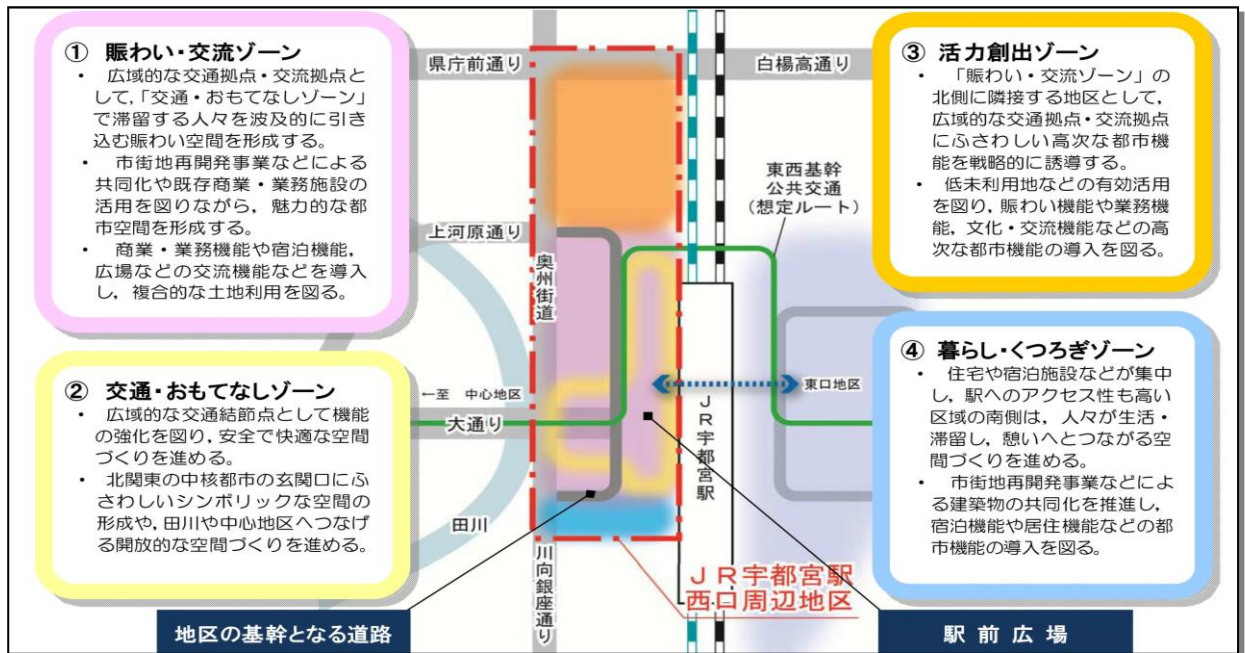 ① 賑わい・交流ゾーン
・ 広域的な交通拠点・交流拠点と
して,「交通・おもてなしゾーン」
で滞留する人々を波及的に引き
込む賑わい空間を形成する。
・ 市街地再開発事業などによる
共同化や既存商業・業務施設の
活用を図りながら，魅力的な都
市空間を形成する。
・ 商業・業務機能や宿泊機能，
広場などの交流機能などを導入
し，複合的な土地利用を図る。
② 交通・おもてなしゾーン
・ 広域的な交通結節点として機能
の強化を図り,安全で快適な空間
づくりを進める。
・ 北関東の中核都市の玄関口にふ
さわしいシンボリックな空間の
形成や,田川や中心地区へつなげ
る開放的な空間づくりを進める。
県庁前通り
白楊高通り
東西基幹
公共交通
(想定ルート)
上河原通り
奥州街道
←至 中心地区
大通り
東口地区
JR宇都宮駅
田川
川向銀座通り
JR宇都宮駅
西口周辺地区
③ 活力創出ゾーン
・ 「賑わい・交流ゾーン」の
北側に隣接する地区として，
広域的な交通拠点・交流拠点
にふさわしい高次な都市機
能を戦略的に誘導する。
・ 低未利用地などの有効活用
を図り,賑わい機能や業務機
能，文化・交流機能などの高
次な都市機能の導入を図る。
④ 暮らし・くつろぎゾーン
・ 住宅や宿泊施設などが集中
し，駅へのアクセス性も高い
区域の南側は，人々が生活・
滞留し，憩いへとつながる空
間づくりを進める。
・ 市街地再開発事業などによ
る建築物の共同化を推進し，
宿泊機能や居住機能などの都
市機能の導入を図る。
地区の基幹となる道路
駅前広場